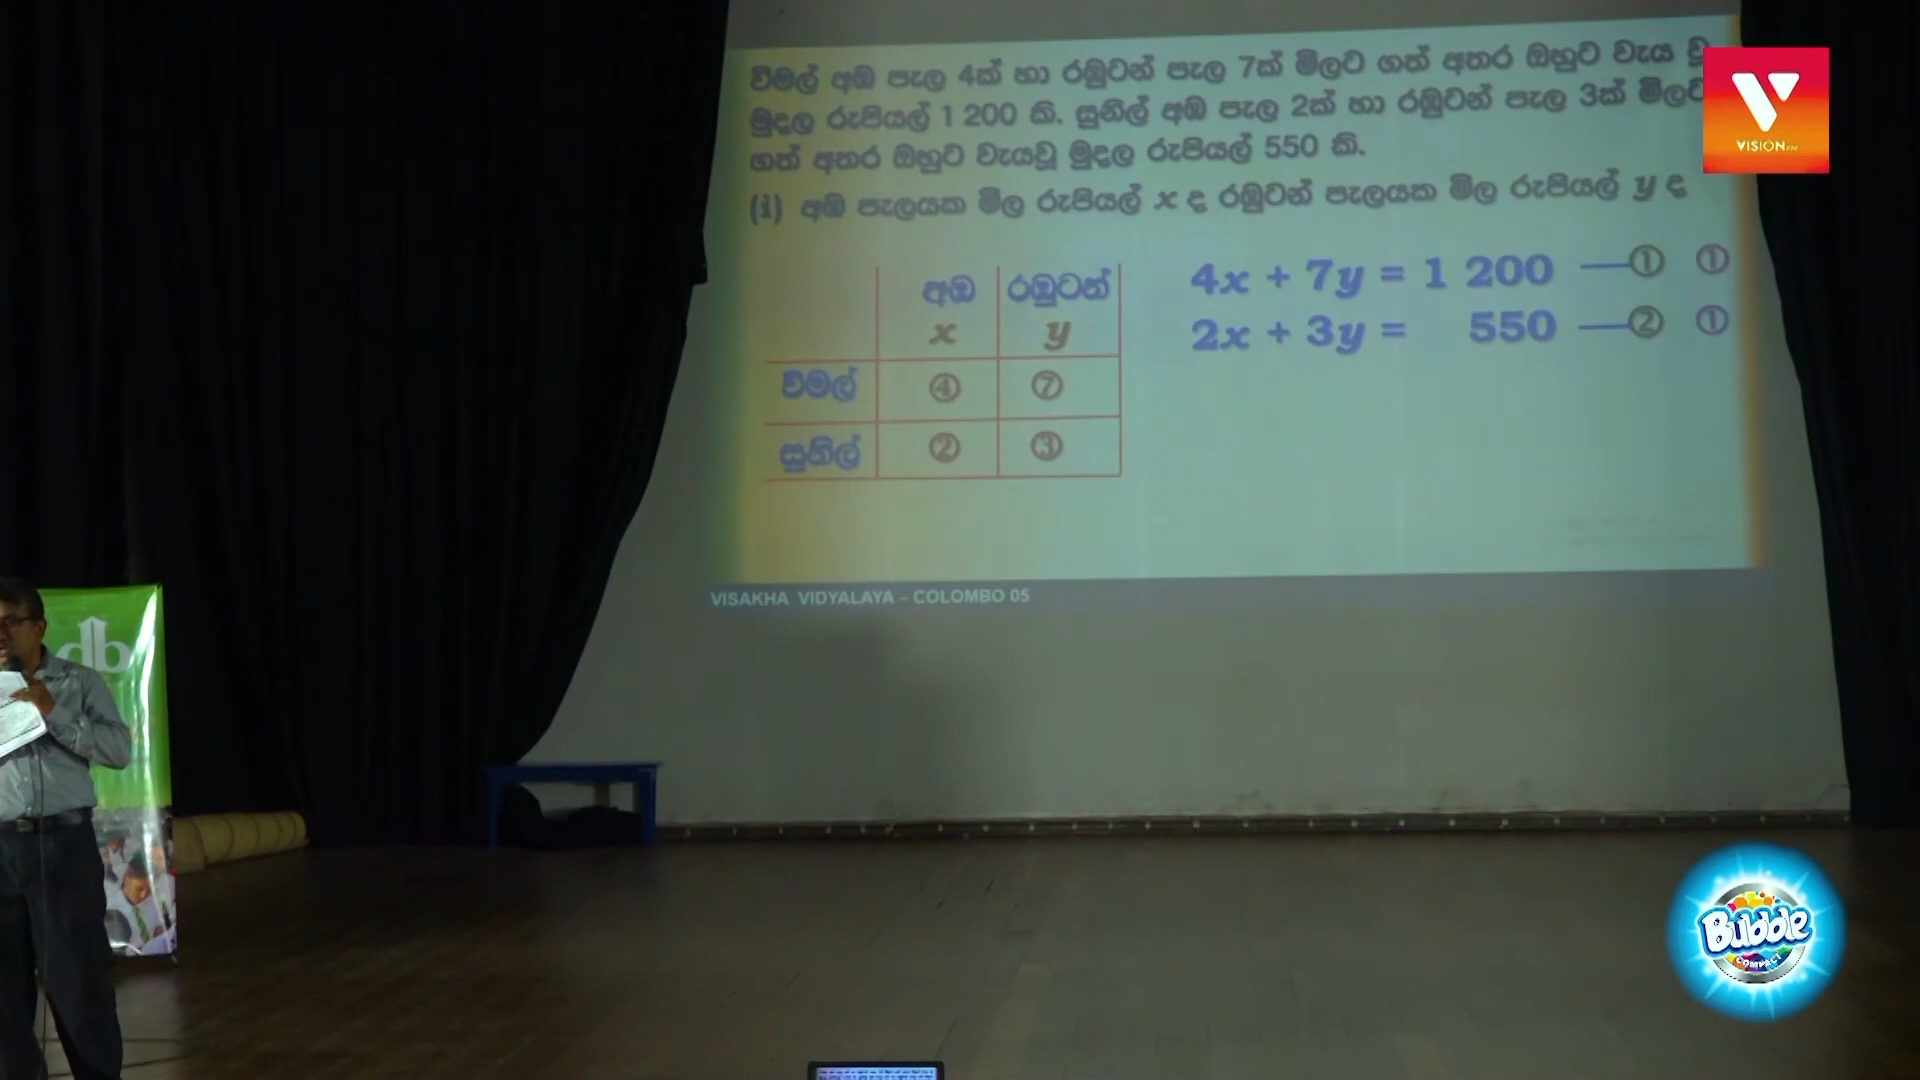 විමල් අඹ පැල 4ක් හා රඹුටන් පැල 7ක් මිලට ගත් අතර ඔහුට වැය වූ
මුදල රුපියල් 1 200 කි. සුනිල් අඹ පැල 2ක් හා රඹුටන් පැල 3ක් මිලට
ගත් අතර ඔහුට වැයවූ මුදල රුපියල් 550 කි.
(i) අඹ පැලයක මිල රුපියල් x ද රඹුටන් පැලයක මිල රුපියල් y ද
අඹ රඹුටන්
x y
විමල් ④ ⑦
සුනිල් ② ③
4x + 7y = 1 200 —① ①
2x + 3y = 550 —② ①
VISAKHA VIDYALAYA – COLOMBO 05
VISION FM
db
Bubble
COMPACT